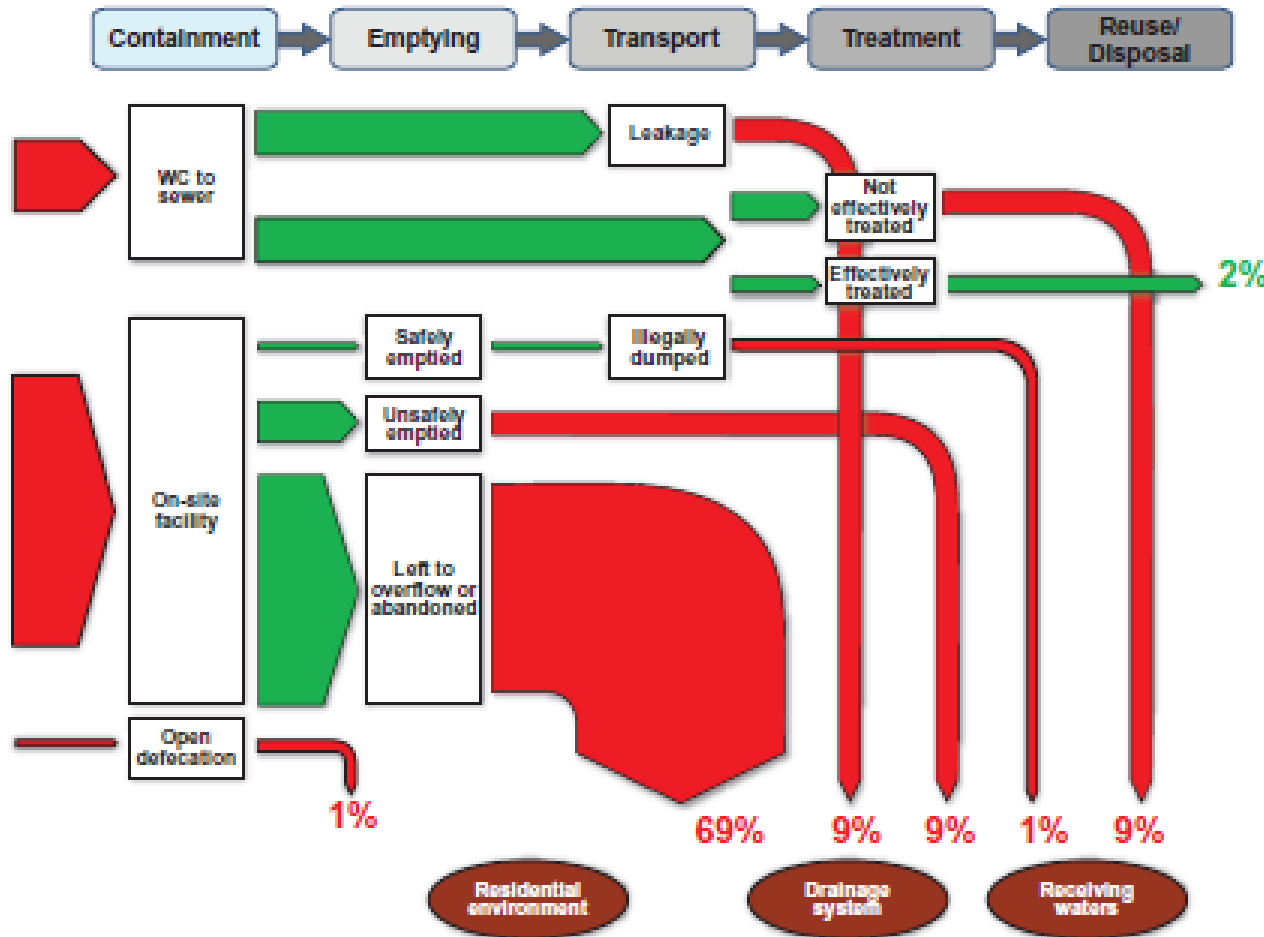 Containment
Emptying
Transport
Treatment
Reuse/
Disposal
WC to
sewer
Leakage
Not
effectively
treated
Effectively
treated
2%
On-site
facility
Safely
emptied
Illegally
dumped
Unsafely
emptied
Left to
overflow or
abandoned
Open
defecation
1%
69%
9%
9%
1%
9%
Residential
environment
Drainage
system
Receiving
waters